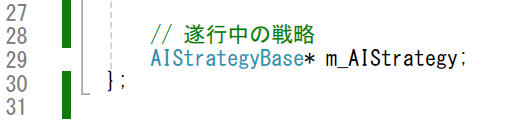 27
28 // 遂行中の戦略
29 AIStrategyBase* m_AIStrategy;
30 };
31